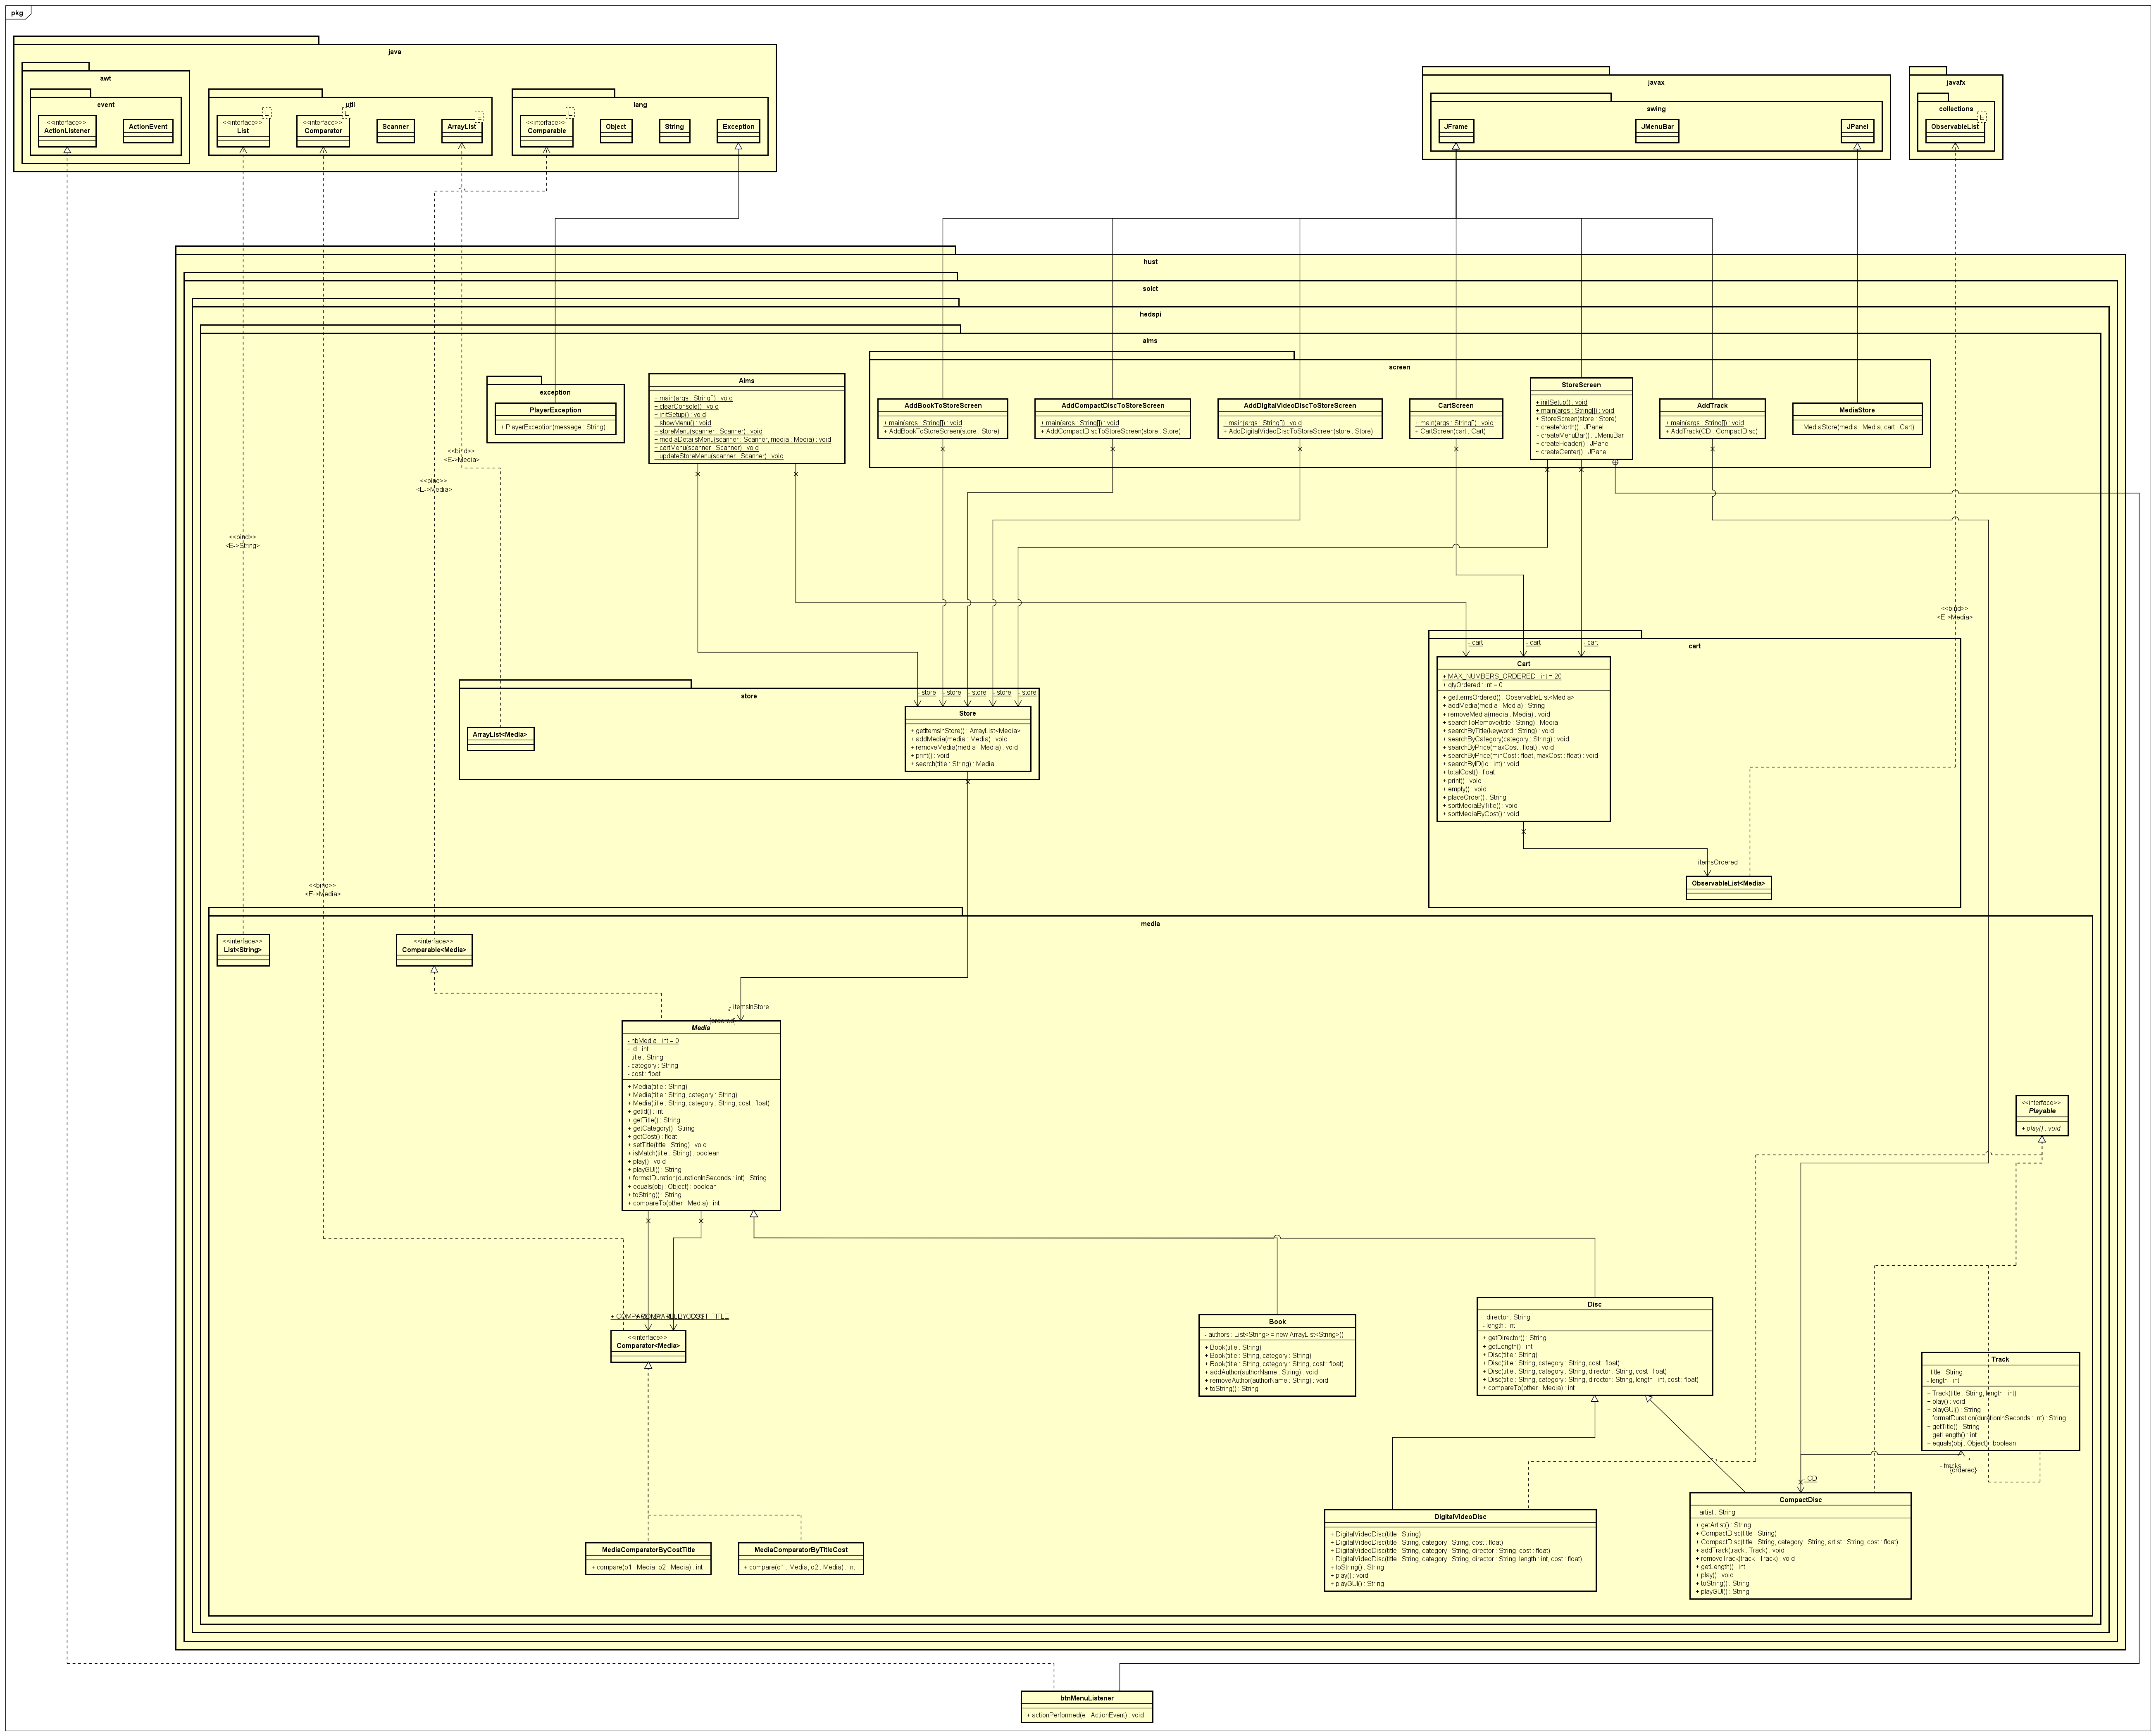 pkg
java
awt
event
<<interface>>
ActionListener
ActionEvent
util
<<interface>>
List
<<interface>>
Comparator
Scanner
ArrayList
lang
<<interface>>
Comparable
Object
String
Exception
javax
swing
JFrame
JMenuBar
JPanel
javafx
collections
ObservableList
hust
soict
hedspi
aims
exception
PlayerException
+ PlayerException(message : String)
Aims
+ main(args : String[]) : void
+ clearConsole() : void
+ initSetup() : void
+ showMenu() : void
+ storeMenu(scanner : Scanner) : void
+ mediaDetailsMenu(scanner : Scanner, media : Media) : void
+ cartMenu(scanner : Scanner) : void
+ updateStoreMenu(scanner : Scanner) : void
screen
AddBookToStoreScreen
+ main(args : String[]) : void
+ AddBookToStoreScreen(store : Store)
AddCompactDiscToStoreScreen
+ main(args : String[]) : void
+ AddCompactDiscToStoreScreen(store : Store)
AddDigitalVideoDiscToStoreScreen
+ main(args : String[]) : void
+ AddDigitalVideoDiscToStoreScreen(store : Store)
CartScreen
+ main(args : String[]) : void
+ CartScreen(cart : Cart)
StoreScreen
+ initSetup() : void
+ main(args : String[]) : void
+ StoreScreen(store : Store)
~ createNorth() : JPanel
~ createMenuBar() : JMenuBar
~ createHeader() : JPanel
~ createCenter() : JPanel
AddTrack
+ main(args : String[]) : void
+ AddTrack(CD : CompactDisc)
MediaStore
+ MediaStore(media : Media, cart : Cart)
<<bind>>
<E->Media>
<<bind>>
<E->Media>
<<bind>>
<E->String>
<<bind>>
<E->Media>
<<bind>>
<E->Media>
store
ArrayList<Media>
- store
- store
- store
- store
- store
Store
+ getItemsInStore() : ArrayList<Media>
+ addMedia(media : Media) : void
+ removeMedia(media : Media) : void
+ print() : void
+ search(title : String) : Media
cart
- cart
- cart
- cart
Cart
+ MAX_NUMBERS_ORDERED : int = 20
+ qtyOrdered : int = 0
+ getItemsOrdered() : ObservableList<Media>
+ addMedia(media : Media) : String
+ removeMedia(media : Media) : void
+ searchToRemove(title : String) : Media
+ searchByTitle(keyword : String) : void
+ searchByCategory(category : String) : void
+ searchByPrice(maxCost : float) : void
+ searchByPrice(minCost : float, maxCost : float) : void
+ searchByID(id : int) : void
+ totalCost() : float
+ print() : void
+ empty() : void
+ placeOrder() : String
+ sortMediaByTitle() : void
+ sortMediaByCost() : void
- itemsOrdered
ObservableList<Media>
media
<<interface>>
List<String>
<<interface>>
Comparable<Media>
- itemsInStore
*
{ordered}
Media
- nbMedia : int = 0
- id : int
- title : String
- category : String
- cost : float
+ Media(title : String)
+ Media(title : String, category : String)
+ Media(title : String, category : String, cost : float)
+ getId() : int
+ getTitle() : String
+ getCategory() : String
+ getCost() : float
+ setTitle(title : String) : void
+ isMatch(title : String) : boolean
+ play() : void
+ playGUI() : String
+ formatDuration(durationInSeconds : int) : String
+ equals(obj : Object) : boolean
+ toString() : String
+ compareTo(other : Media) : int
<<interface>>
Playable
+ play() : void
<<interface>>
Comparator<Media>
Book
- authors : List<String> = new ArrayList<String>()
+ Book(title : String)
+ Book(title : String, category : String)
+ Book(title : String, category : String, cost : float)
+ addAuthor(authorName : String) : void
+ removeAuthor(authorName : String) : void
+ toString() : String
Disc
- director : String
- length : int
+ getDirector() : String
+ getLength() : int
+ Disc(title : String)
+ Disc(title : String, category : String, cost : float)
+ Disc(title : String, category : String, director : String, cost : float)
+ Disc(title : String, category : String, director : String, length : int, cost : float)
+ compareTo(other : Media) : int
Track
- title : String
- length : int
+ Track(title : String, length : int)
+ play() : void
+ playGUI() : String
+ formatDuration(durationInSeconds : int) : String
+ getTitle() : String
+ getLength() : int
+ equals(obj : Object) : boolean
- tracks
*
{ordered}
- CD
MediaComparatorByCostTitle
+ compare(o1 : Media, o2 : Media) : int
MediaComparatorByTitleCost
+ compare(o1 : Media, o2 : Media) : int
DigitalVideoDisc
+ DigitalVideoDisc(title : String)
+ DigitalVideoDisc(title : String, category : String, cost : float)
+ DigitalVideoDisc(title : String, category : String, director : String, cost : float)
+ DigitalVideoDisc(title : String, category : String, director : String, length : int, cost : float)
+ toString() : String
+ play() : void
+ playGUI() : String
CompactDisc
- artist : String
+ getArtist() : String
+ CompactDisc(title : String)
+ CompactDisc(title : String, category : String, artist : String, cost : float)
+ addTrack(track : Track) : void
+ removeTrack(track : Track) : void
+ getLength() : int
+ play() : void
+ toString() : String
+ playGUI() : String
btnMenuListener
+ actionPerformed(e : ActionEvent) : void